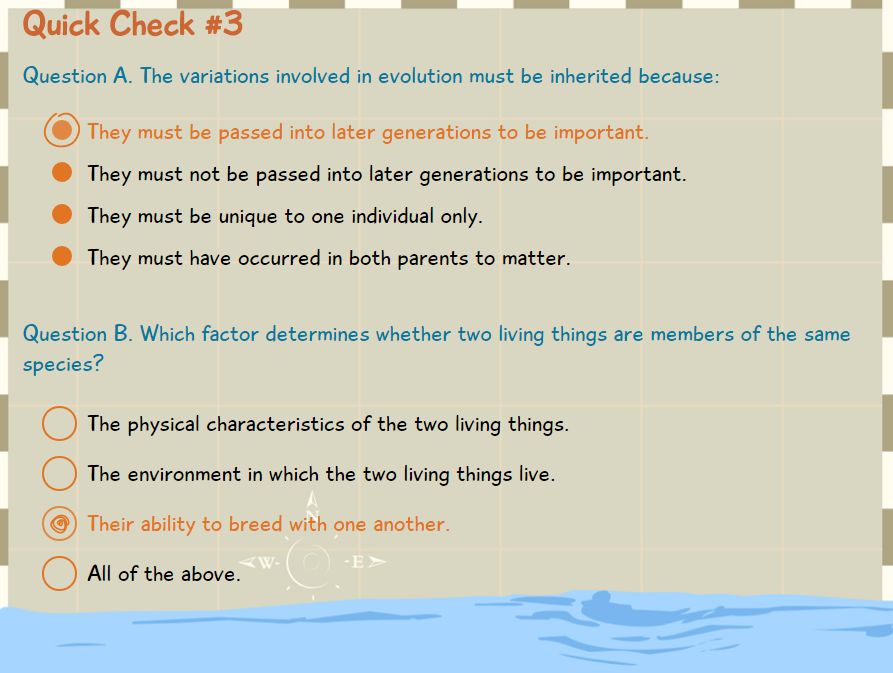 Quick Check #3
Question A. The variations involved in evolution must be inherited because:
They must be passed into later generations to be important.
They must not be passed into later generations to be important.
They must be unique to one individual only.
They must have occurred in both parents to matter.
Question B. Which factor determines whether two living things are members of the same
species?
The physical characteristics of the two living things.
The environment in which the two living things live.
N
Their ability to breed with one another.
W E
All of the above.